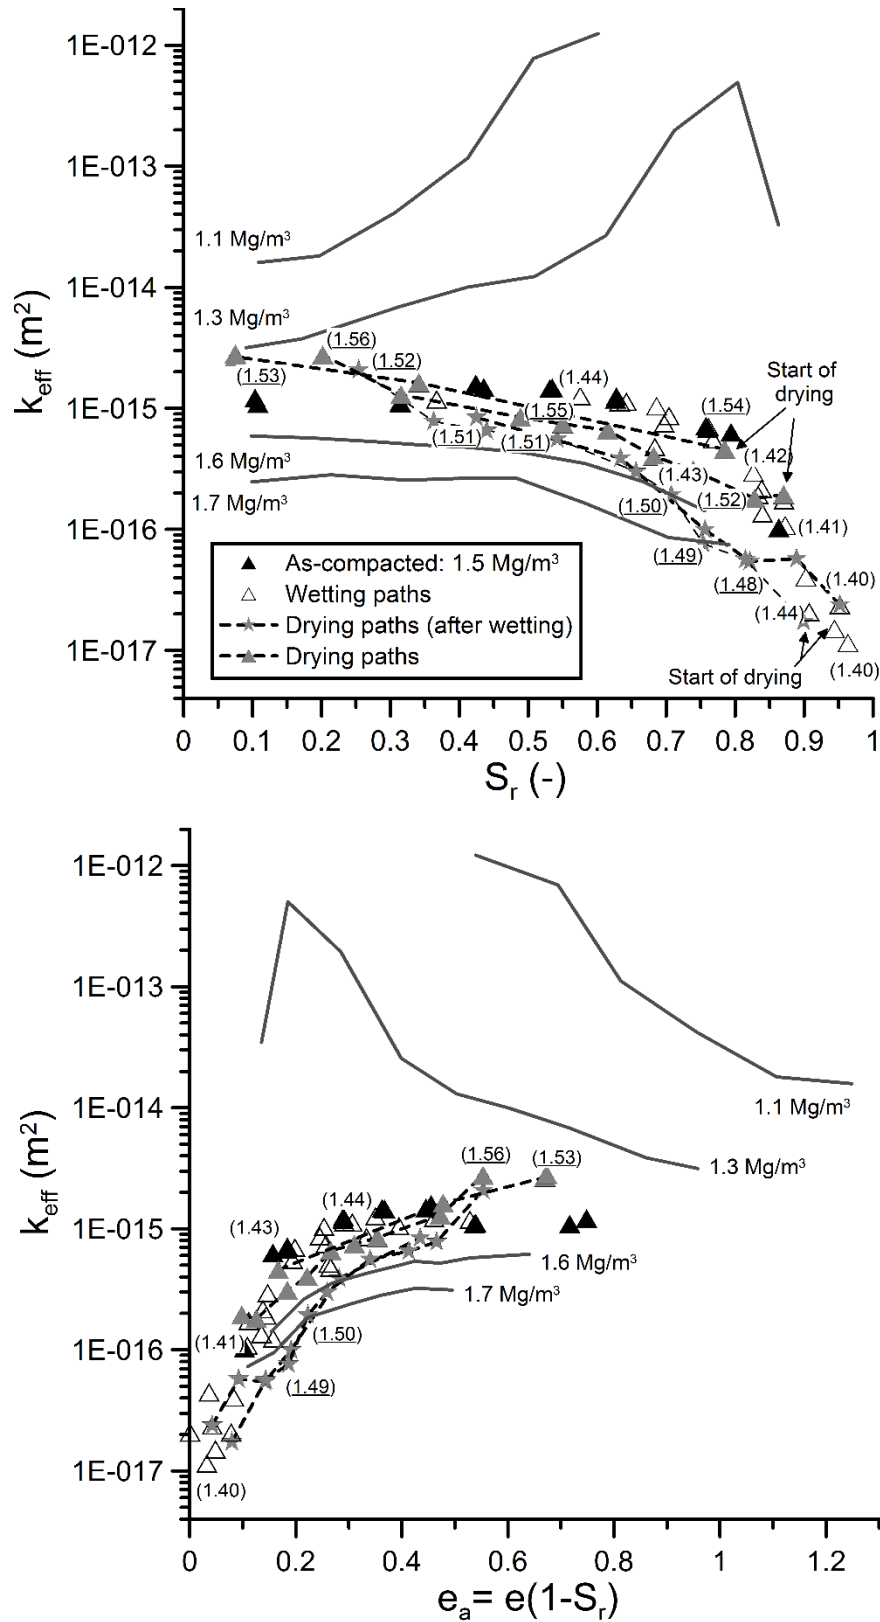 1E-012
1E-013
1E-014
1E-015
1E-016
1E-017
k_eff (m²)
1.1 Mg/m³
1.3 Mg/m³
(1.56)
(1.52)
(1.53)
(1.44)
(1.55)
(1.54)
Start of
drying
(1.51)
(1.51)
(1.42)
1.6 Mg/m³
(1.43)
1.7 Mg/m³
(1.50)
(1.52)
(1.41)
(1.49)
(1.48)
(1.40)
(1.44)
Start of drying
(1.40)
As-compacted: 1.5 Mg/m³
Wetting paths
Drying paths (after wetting)
Drying paths
0 0.1 0.2 0.3 0.4 0.5 0.6 0.7 0.8 0.9 1
S_r (-)
1E-012
1E-013
1E-014
1E-015
1E-016
1E-017
k_eff (m²)
1.1 Mg/m³
1.3 Mg/m³
(1.56)
(1.53)
(1.44)
(1.43)
1.6 Mg/m³
1.7 Mg/m³
(1.41)
(1.50)
(1.49)
(1.40)
0 0.2 0.4 0.6 0.8 1 1.2
e_a= e(1-S_r)